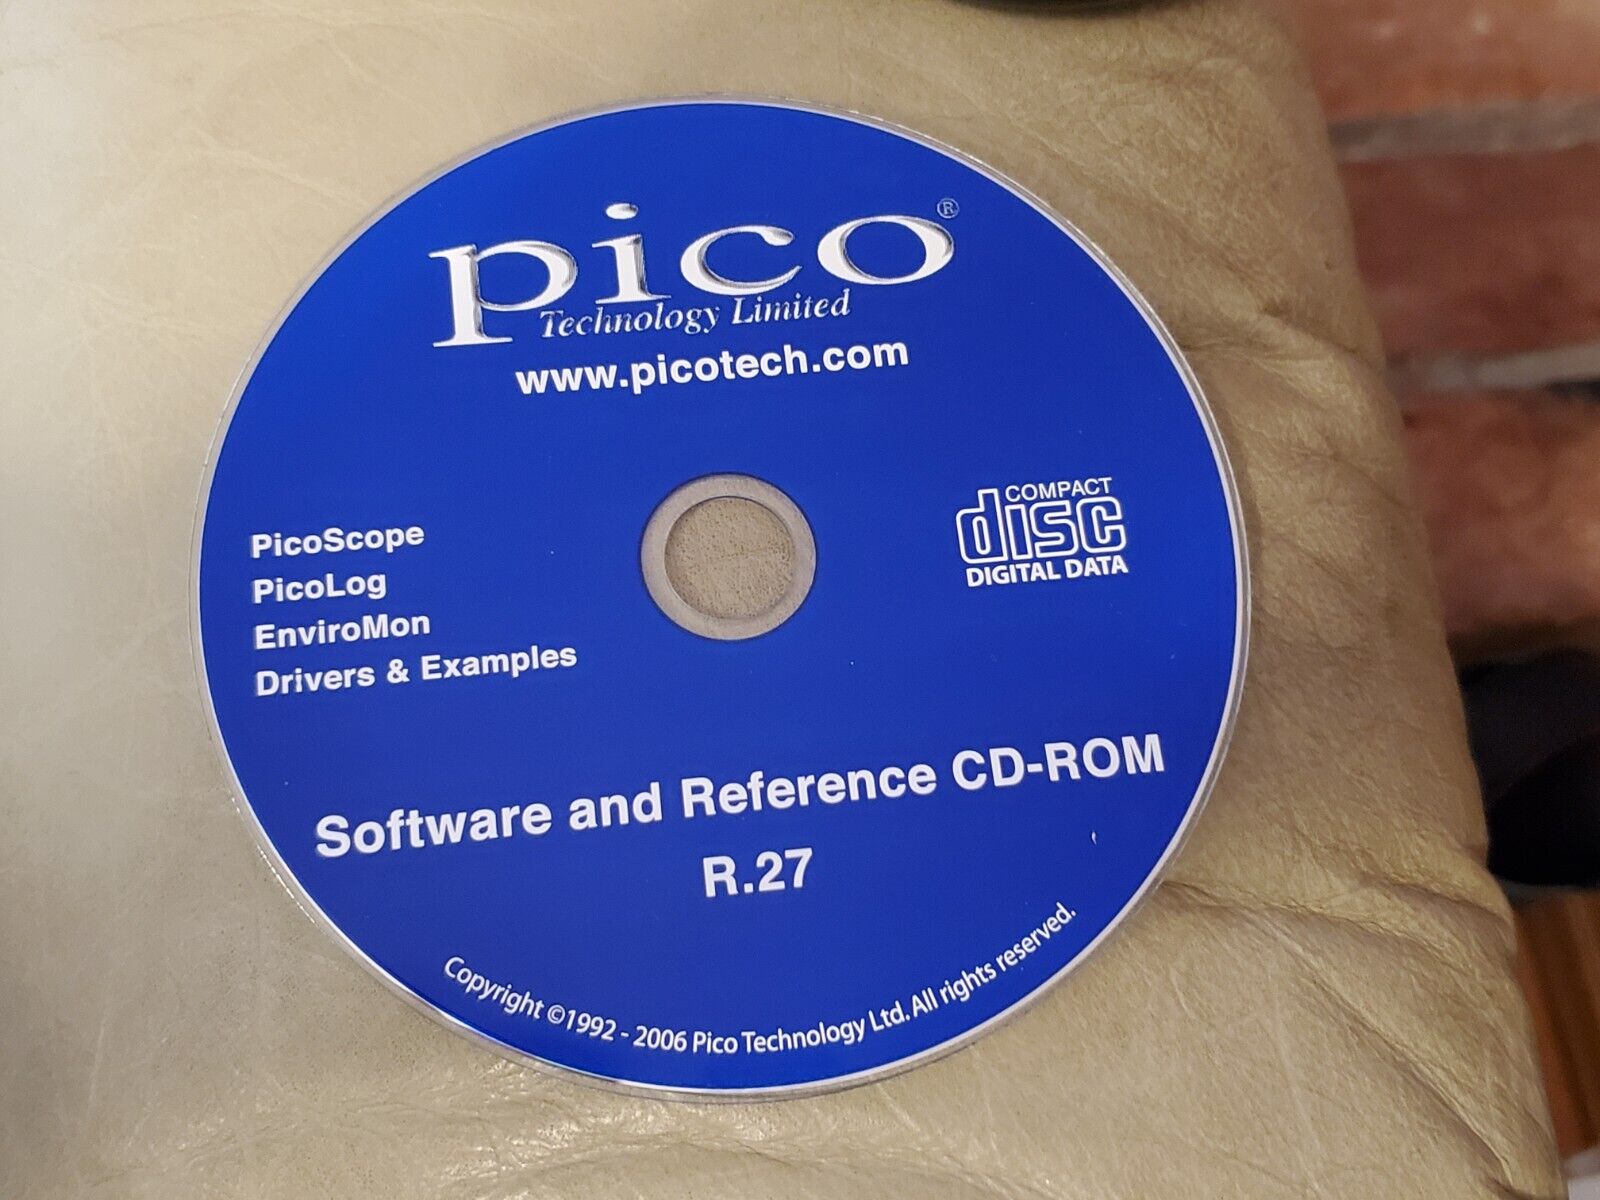 pico®
Technology Limited
www.picotech.com
PicoScope
PicoLog
EnviroMon
Drivers & Examples
COMPACT
disc
DIGITAL DATA
Software and Reference CD-ROM
R.27
Copyright ©1992 - 2006 Pico Technology Ltd. All rights reserved.